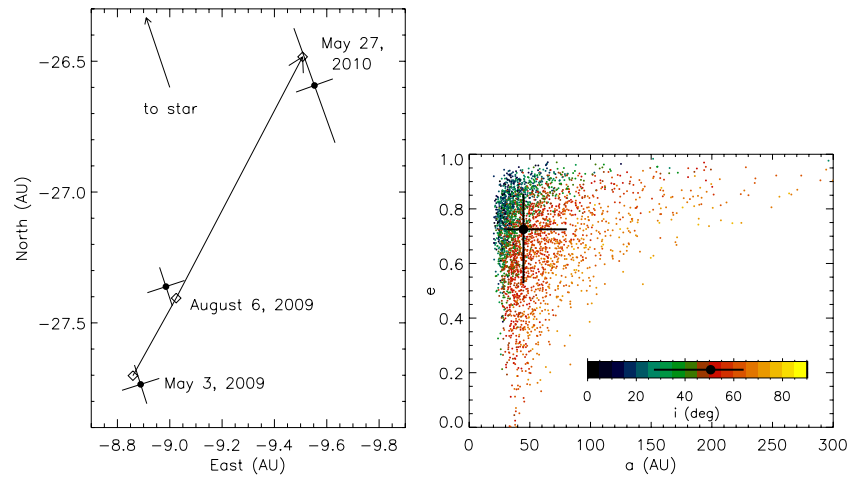 −26.5
−27.0
−27.5
North (AU)
to star
May 27,
2010
August 6, 2009
May 3, 2009
−8.8 −9.0 −9.2 −9.4 −9.6 −9.8
East (AU)
1.0
0.8
0.6
0.4
0.2
0.0
e
0 20 40 60 80
i (deg)
0 50 100 150 200 250 300
a (AU)